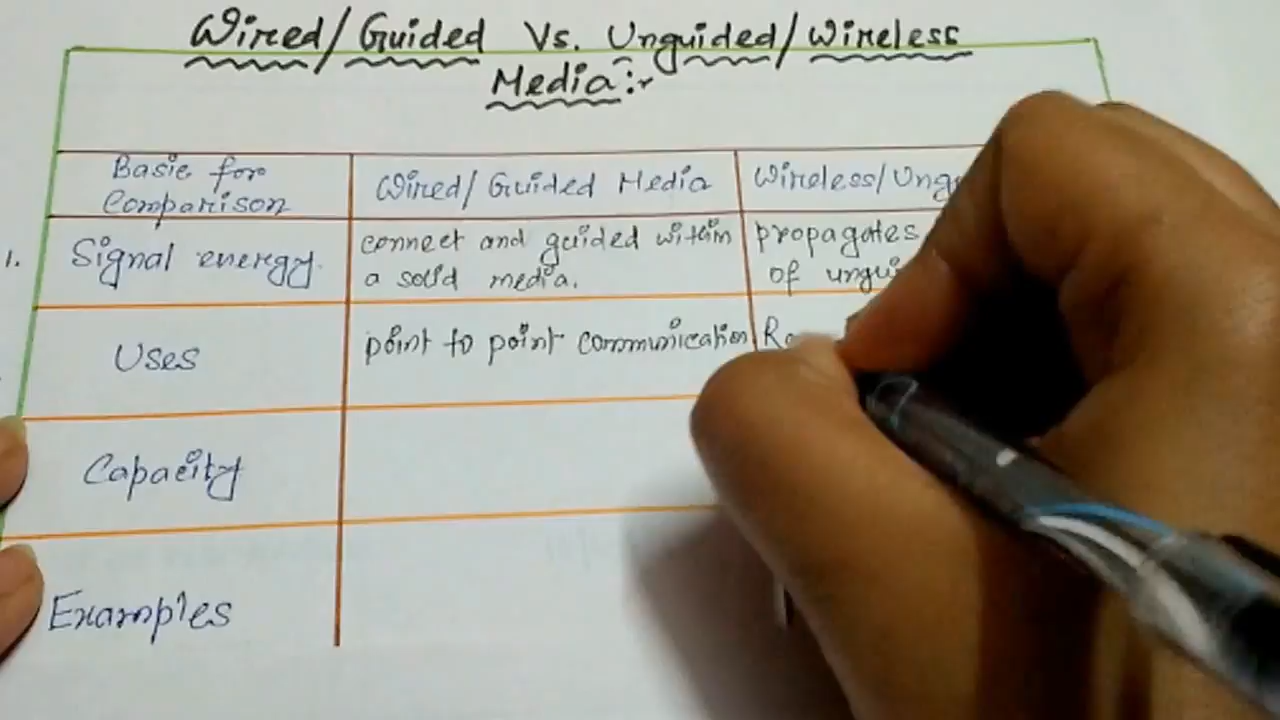 Wired/Guided Vs. Unguided/Wireless
Media:-
Basic for
Comparison
Wired/Guided Media
1.
Signal energy
connect and guided within
a solid media.
propagates
of
Uses
point to point communication
Capacity
Examples